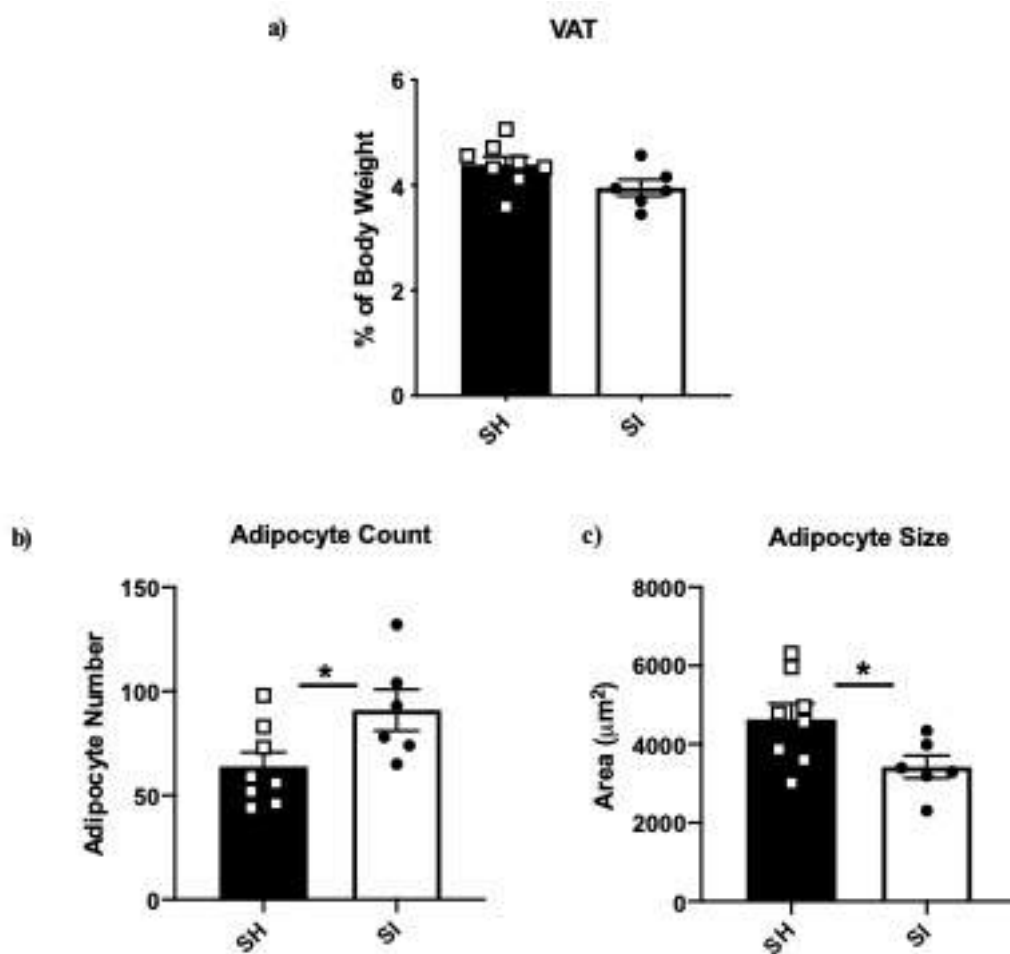 a)
VAT
% of Body Weight
6
4
2
0
SH
SI
b)
Adipocyte Count
Adipocyte Number
150
100
50
0
*
SH
SI
c)
Adipocyte Size
Area (μm²)
8000
6000
4000
2000
0
*
SH
SI